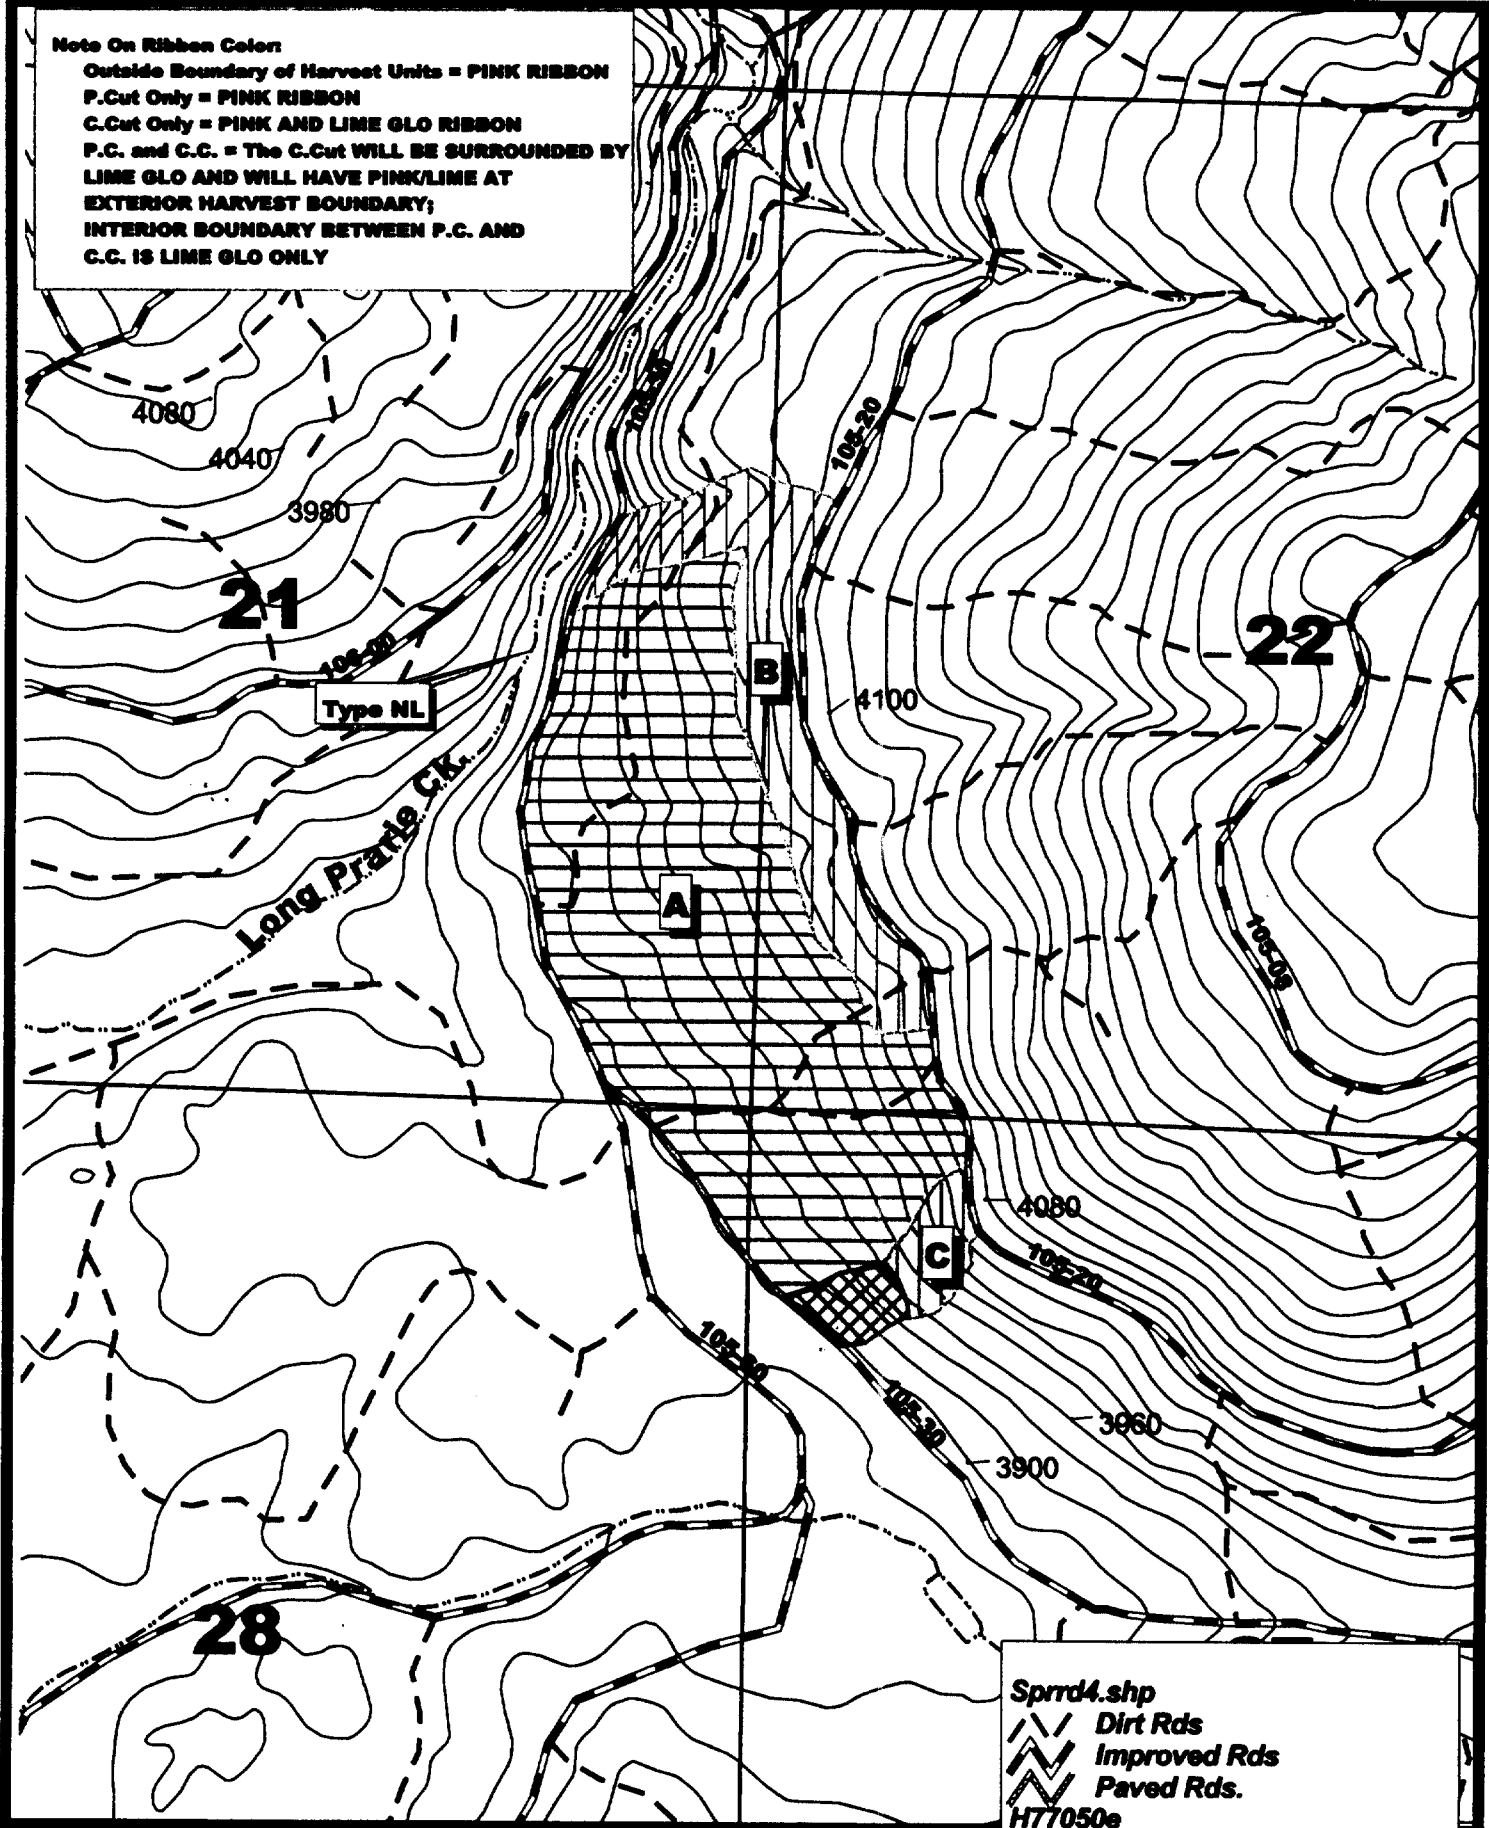 Note On Ribbon Color:
Outside Boundary of Harvest Units = PINK RIBBON
P.Cut Only = PINK RIBBON
C.Cut Only = PINK AND LIME GLO RIBBON
P.C. and C.C. = The C.Cut WILL BE SURROUNDED BY
LIME GLO AND WILL HAVE PINK/LIME AT
EXTERIOR HARVEST BOUNDARY;
INTERIOR BOUNDARY BETWEEN P.C. AND
C.C. IS LIME GLO ONLY
4080
105-20
4040
3980
21
22
106-00
B
Type NL
4100
Long Prarie Ck.
A
105-09
4080
C
105-20
105-30
3960
3900
28
Sprrd4.shp
Dirt Rds
Improved Rds
Paved Rds.
H77050e